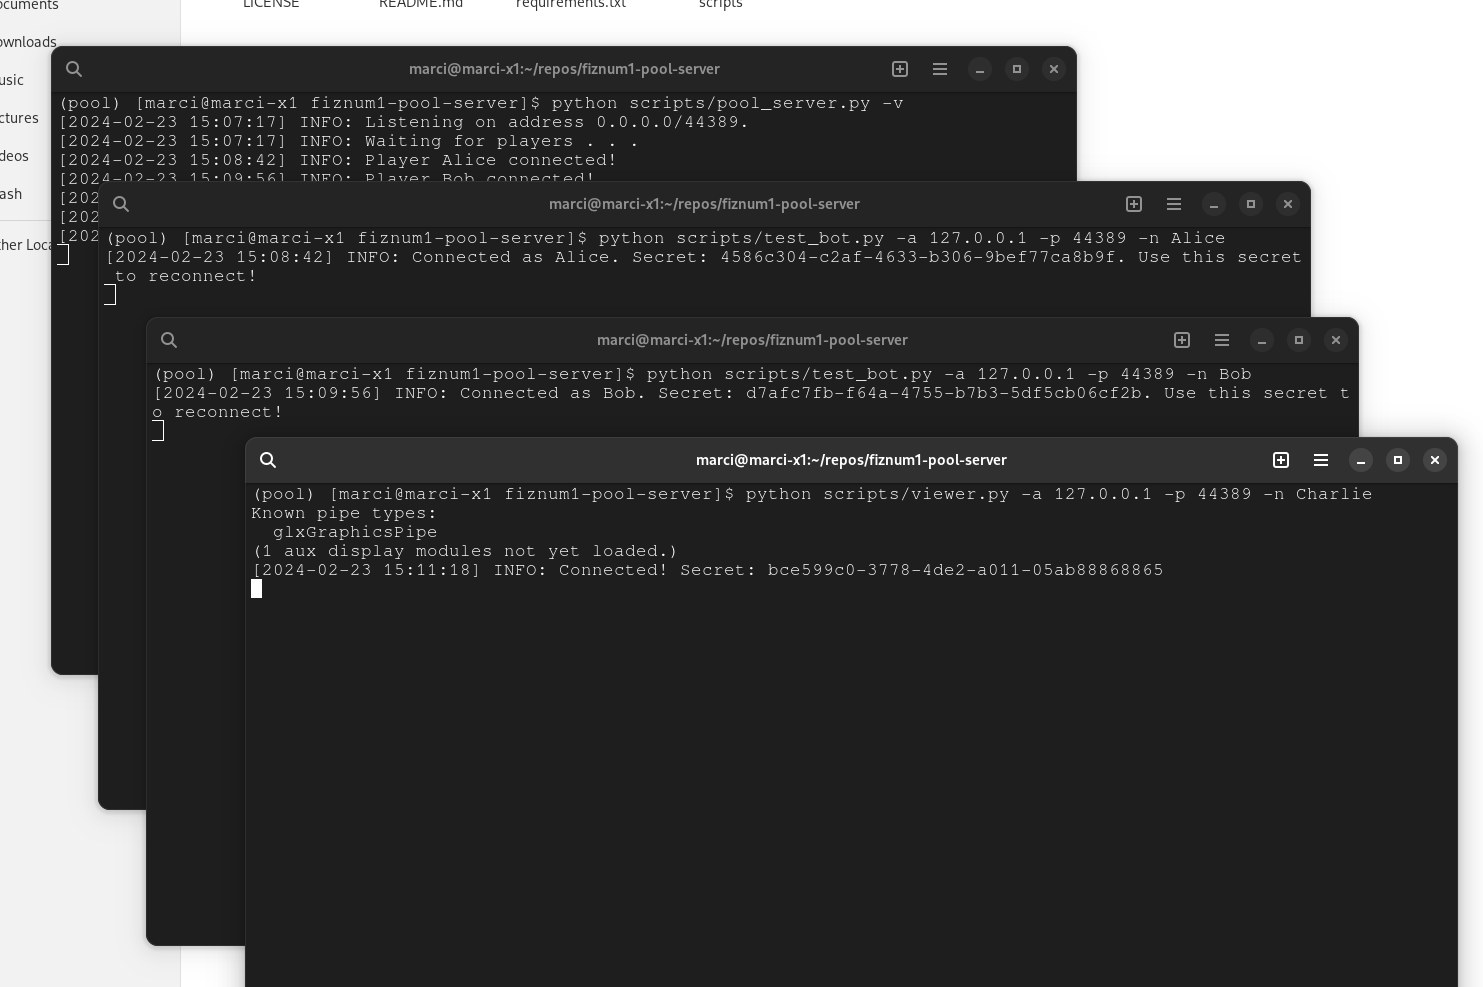 LICENSE README.md requirements.txt scripts
ocuments
ownloads
usic
ctures
deos
ash
ther Loca
marci@marci-x1:~/repos/fiznum1-pool-server
(pool) [marci@marci-x1 fiznum1-pool-server]$ python scripts/pool_server.py -v
[2024-02-23 15:07:17] INFO: Listening on address 0.0.0.0/44389.
[2024-02-23 15:07:17] INFO: Waiting for players . . .
[2024-02-23 15:08:42] INFO: Player Alice connected!
[2024-02-23 15:09:56] INFO: Player Bob connected!
[202
[202
[202
marci@marci-x1:~/repos/fiznum1-pool-server
(pool) [marci@marci-x1 fiznum1-pool-server]$ python scripts/test_bot.py -a 127.0.0.1 -p 44389 -n Alice
[2024-02-23 15:08:42] INFO: Connected as Alice. Secret: 4586c304-c2af-4633-b306-9bef77ca8b9f. Use this secret
to reconnect!
marci@marci-x1:~/repos/fiznum1-pool-server
(pool) [marci@marci-x1 fiznum1-pool-server]$ python scripts/test_bot.py -a 127.0.0.1 -p 44389 -n Bob
[2024-02-23 15:09:56] INFO: Connected as Bob. Secret: d7afc7fb-f64a-4755-b7b3-5df5cb06cf2b. Use this secret t
o reconnect!
marci@marci-x1:~/repos/fiznum1-pool-server
(pool) [marci@marci-x1 fiznum1-pool-server]$ python scripts/viewer.py -a 127.0.0.1 -p 44389 -n Charlie
Known pipe types:
glxGraphicsPipe
(1 aux display modules not yet loaded.)
[2024-02-23 15:11:18] INFO: Connected! Secret: bce599c0-3778-4de2-a011-05ab88868865